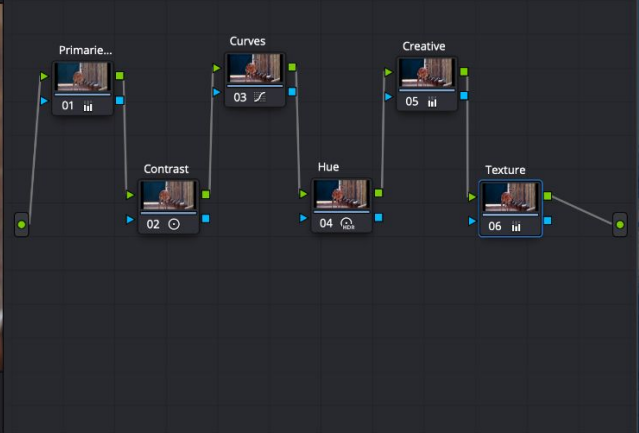 Primarie...
01
Contrast
02
Curves
03
Hue
04 HDR
Creative
05
Texture
06